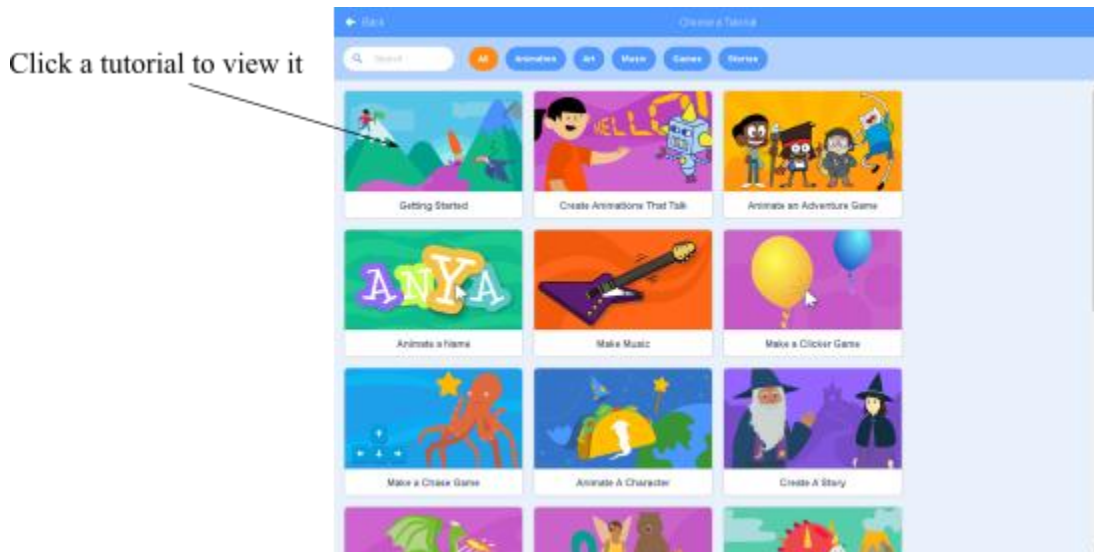 Click a tutorial to view it
Back
Choose a Tutorial
Search
All
Animation
Art
Music
Games
Stories
HELLO!
Getting Started
Create Animations That Talk
Animate an Adventure Game
ANYA
Animate a Name
Make Music
Make a Clicker Game
Make a Chase Game
Animate A Character
Create A Story